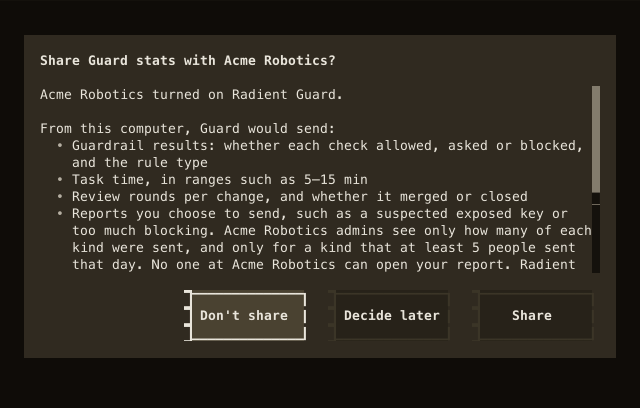 Share Guard stats with Acme Robotics?
Acme Robotics turned on Radiant Guard.
From this computer, Guard would send:
• Guardrail results: whether each check allowed, asked or blocked,
and the rule type
• Task time, in ranges such as 5–15 min
• Review rounds per change, and whether it merged or closed
• Reports you choose to send, such as a suspected exposed key or
too much blocking. Acme Robotics admins see only how many of each
kind were sent, and only for a kind that at least 5 people sent
that day. No one at Acme Robotics can open your report. Radient
Don't share
Decide later
Share